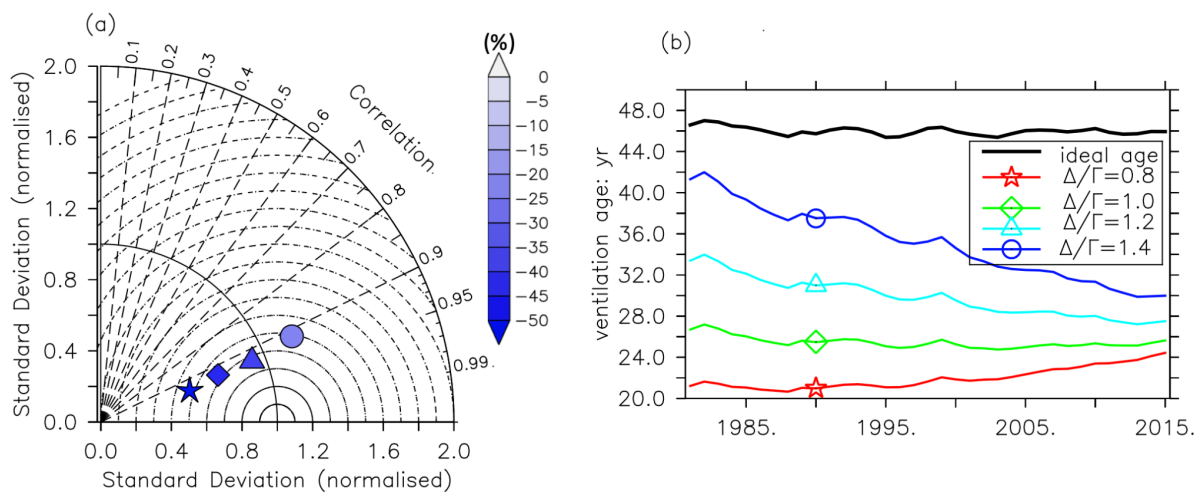 (a)
(%)
(b)
0.1
0.2
0.3
0.4
0.5
0.6
0.7
0.8
0.9
0.95
0.99.
Correlation.
2.0
1.6
1.2
0.8
0.4
0.0
Standard Deviation (normalised)
0.0 0.4 0.8 1.2 1.6 2.0
Standard Deviation (normalised)
0
−5
−10
−15
−20
−25
−30
−35
−40
−45
−50
48.0
44.0
40.0
36.0
32.0
28.0
24.0
20.0
ventilation age: yr
ideal age
Δ/Γ=0.8
Δ/Γ=1.0
Δ/Γ=1.2
Δ/Γ=1.4
1985. 1995. 2005. 2015.